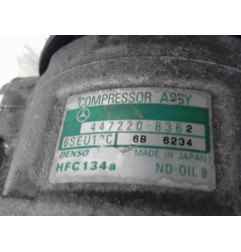 COMPRESSOR ASSY
447220-8362
6SEU12C 6B 6234
DENSO MADE IN JAPAN
HFC134a ND-OIL 8